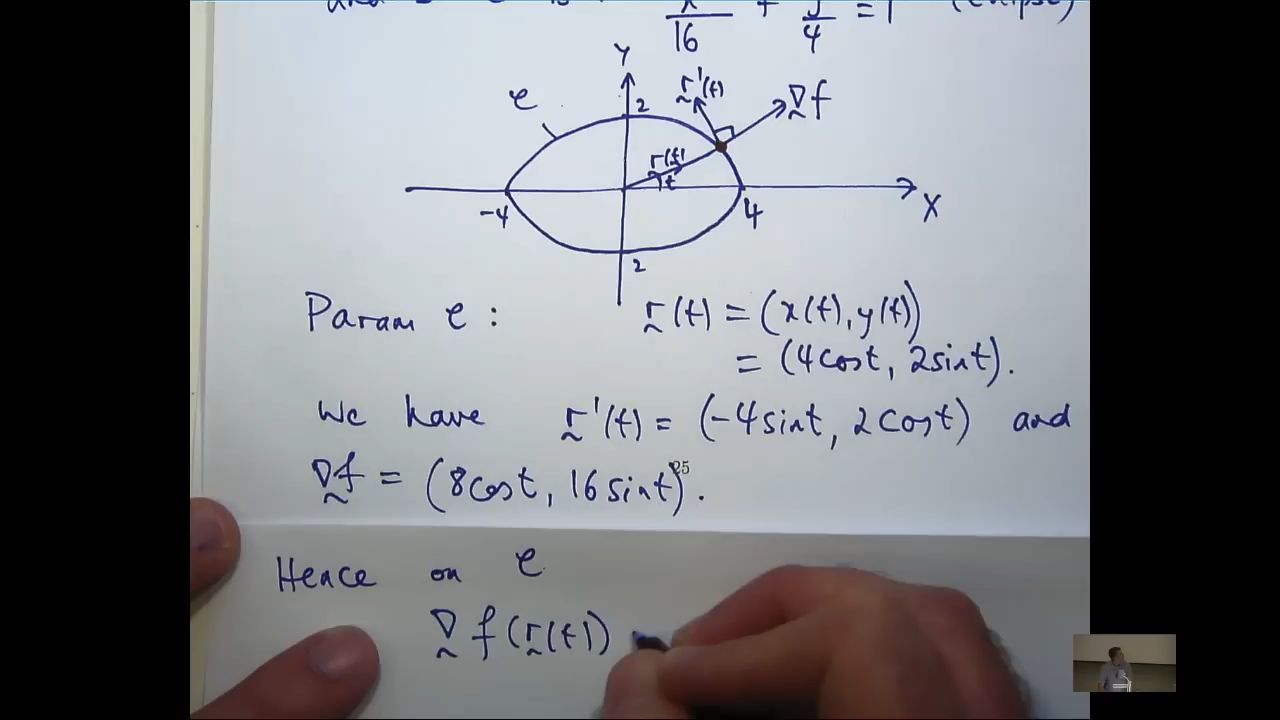 x² / 16 + y² / 4 = 1 (ellipse)
y
e
2
r'(t)
∇f
r(t)
t
-4
4
x
2
Param e : r(t) = (x(t), y(t))
= (4cost, 2sint).
We have r'(t) = (-4sint, 2cost) and
∇f = (8cost, 16sint).
25
Hence on e
∇f(r(t))